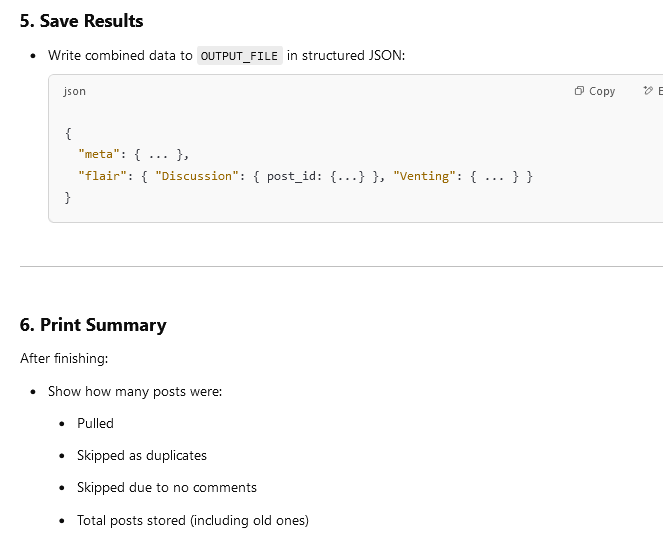 5. Save Results
• Write combined data to OUTPUT_FILE in structured JSON:
json
Copy
E
{
"meta": { ... },
"flair": { "Discussion": { post_id: {...} }, "Venting": { ... } }
}
6. Print Summary
After finishing:
• Show how many posts were:
• Pulled
• Skipped as duplicates
• Skipped due to no comments
• Total posts stored (including old ones)